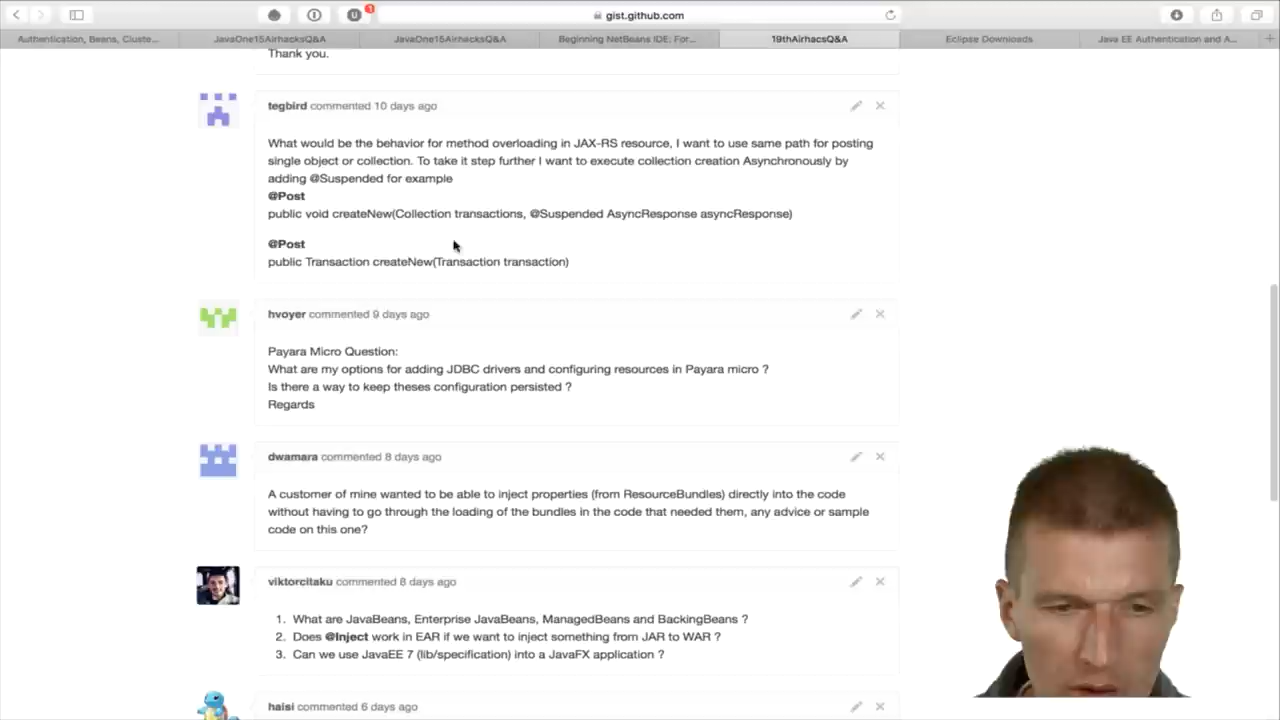 gist.github.com
Authentication, Beans, Cluste...
JavaOne15AirhacksQ&A
JavaOne15AirhacksQ&A
Beginning NetBeans IDE: For...
19thAirhacsQ&A
Eclipse Downloads
Java EE Authentication and A...
Thank you.
tegbird commented 10 days ago
What would be the behavior for method overloading in JAX-RS resource, I want to use same path for posting
single object or collection. To take it step further I want to execute collection creation Asynchronously by
adding @Suspended for example
@Post
public void createNew(Collection transactions, @Suspended AsyncResponse asyncResponse)
@Post
public Transaction createNew(Transaction transaction)
hvoyer commented 9 days ago
Payara Micro Question:
What are my options for adding JDBC drivers and configuring resources in Payara micro ?
Is there a way to keep theses configuration persisted ?
Regards
dwamara commented 8 days ago
A customer of mine wanted to be able to inject properties (from ResourceBundles) directly into the code
without having to go through the loading of the bundles in the code that needed them, any advice or sample
code on this one?
viktorcitaku commented 8 days ago
1. What are JavaBeans, Enterprise JavaBeans, ManagedBeans and BackingBeans ?
2. Does @Inject work in EAR if we want to inject something from JAR to WAR ?
3. Can we use JavaEE 7 (lib/specification) into a JavaFX application ?
haisi commented 6 days ago